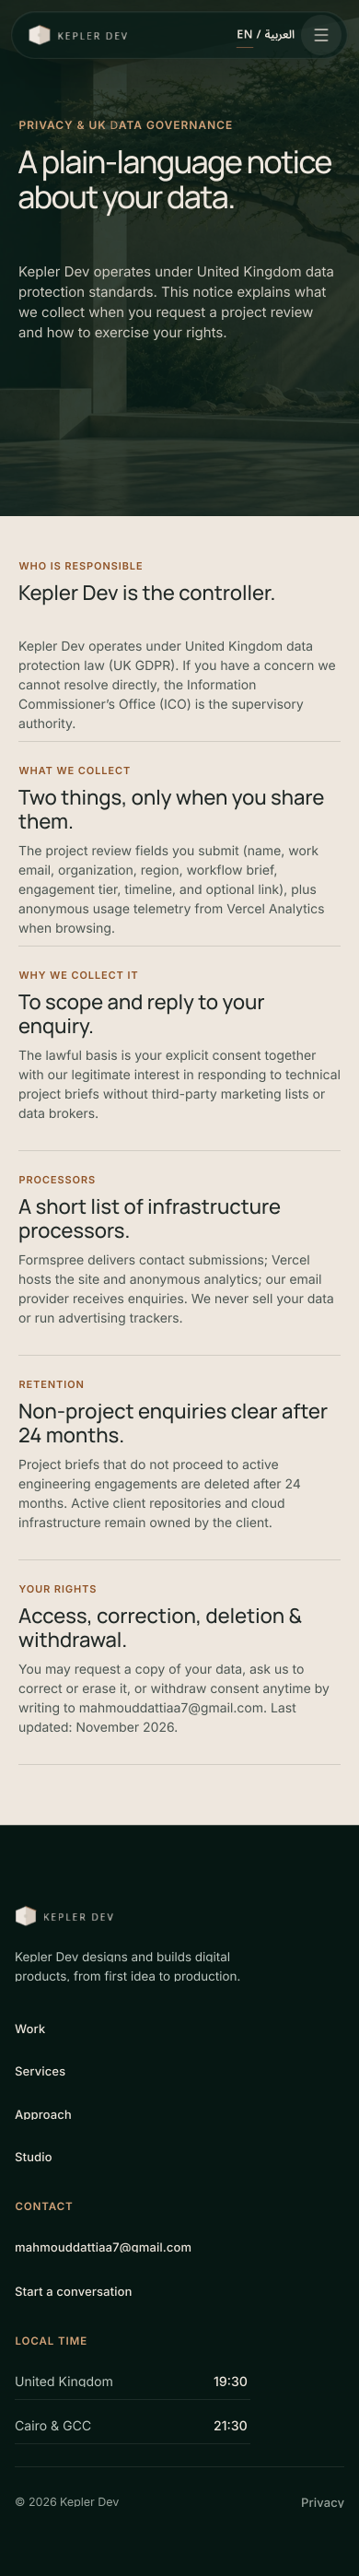 KEPLER DEV
EN / العربية
PRIVACY & UK DATA GOVERNANCE
A plain-language notice
about your data.
Kepler Dev operates under United Kingdom data
protection standards. This notice explains what
we collect when you request a project review
and how to exercise your rights.
WHO IS RESPONSIBLE
Kepler Dev is the controller.
Kepler Dev operates under United Kingdom data
protection law (UK GDPR). If you have a concern we
cannot resolve directly, the Information
Commissioner’s Office (ICO) is the supervisory
authority.
WHAT WE COLLECT
Two things, only when you share
them.
The project review fields you submit (name, work
email, organization, region, workflow brief,
engagement tier, timeline, and optional link), plus
anonymous usage telemetry from Vercel Analytics
when browsing.
WHY WE COLLECT IT
To scope and reply to your
enquiry.
The lawful basis is your explicit consent together
with our legitimate interest in responding to technical
project briefs without third-party marketing lists or
data brokers.
PROCESSORS
A short list of infrastructure
processors.
Formspree delivers contact submissions; Vercel
hosts the site and anonymous analytics; our email
provider receives enquiries. We never sell your data
or run advertising trackers.
RETENTION
Non-project enquiries clear after
24 months.
Project briefs that do not proceed to active
engineering engagements are deleted after 24
months. Active client repositories and cloud
infrastructure remain owned by the client.
YOUR RIGHTS
Access, correction, deletion &
withdrawal.
You may request a copy of your data, ask us to
correct or erase it, or withdraw consent anytime by
writing to mahmouddattiaa7@gmail.com. Last
updated: November 2026.
KEPLER DEV
Kepler Dev designs and builds digital
products, from first idea to production.
Work
Services
Approach
Studio
CONTACT
mahmouddattiaa7@gmail.com
Start a conversation
LOCAL TIME
United Kingdom 19:30
Cairo & GCC 21:30
© 2026 Kepler Dev Privacy